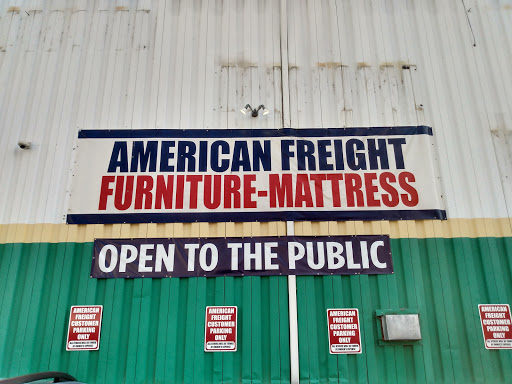 AMERICAN FREIGHT
FURNITURE-MATTRESS
OPEN TO THE PUBLIC
AMERICAN
FREIGHT
CUSTOMER
PARKING
ONLY
AMERICAN
FREIGHT
CUSTOMER
PARKING
ONLY
AMERICAN
FREIGHT
CUSTOMER
PARKING
ONLY
AMERICAN
FREIGHT
CUSTOMER
PARKING
ONLY